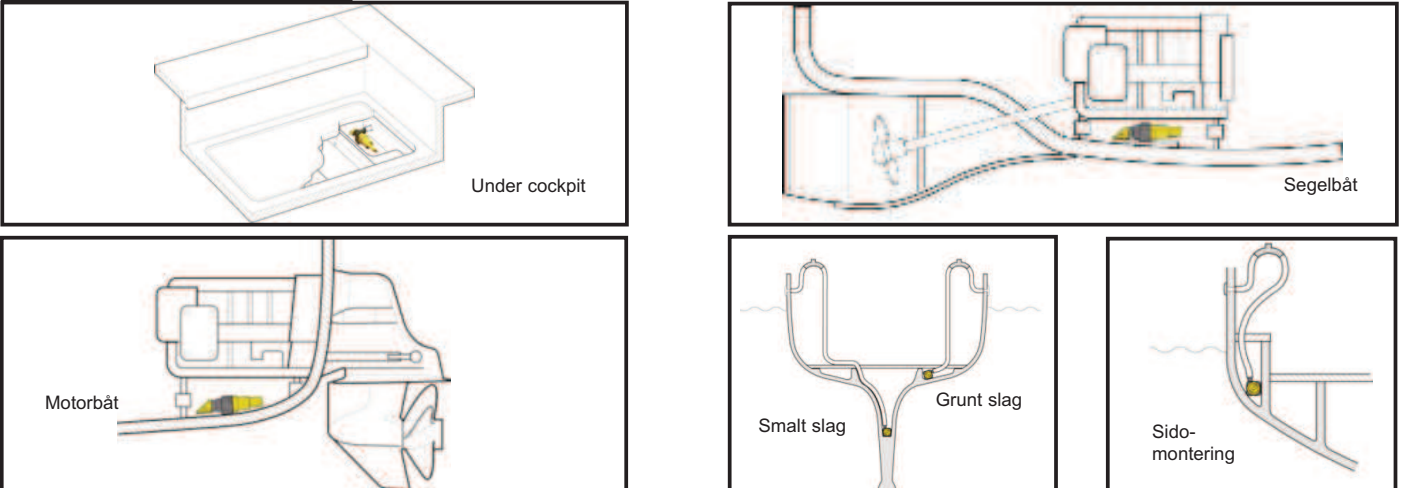 Under cockpit
Segelbåt
Motorbåt
Smalt slag
Grunt slag
Sido-
montering